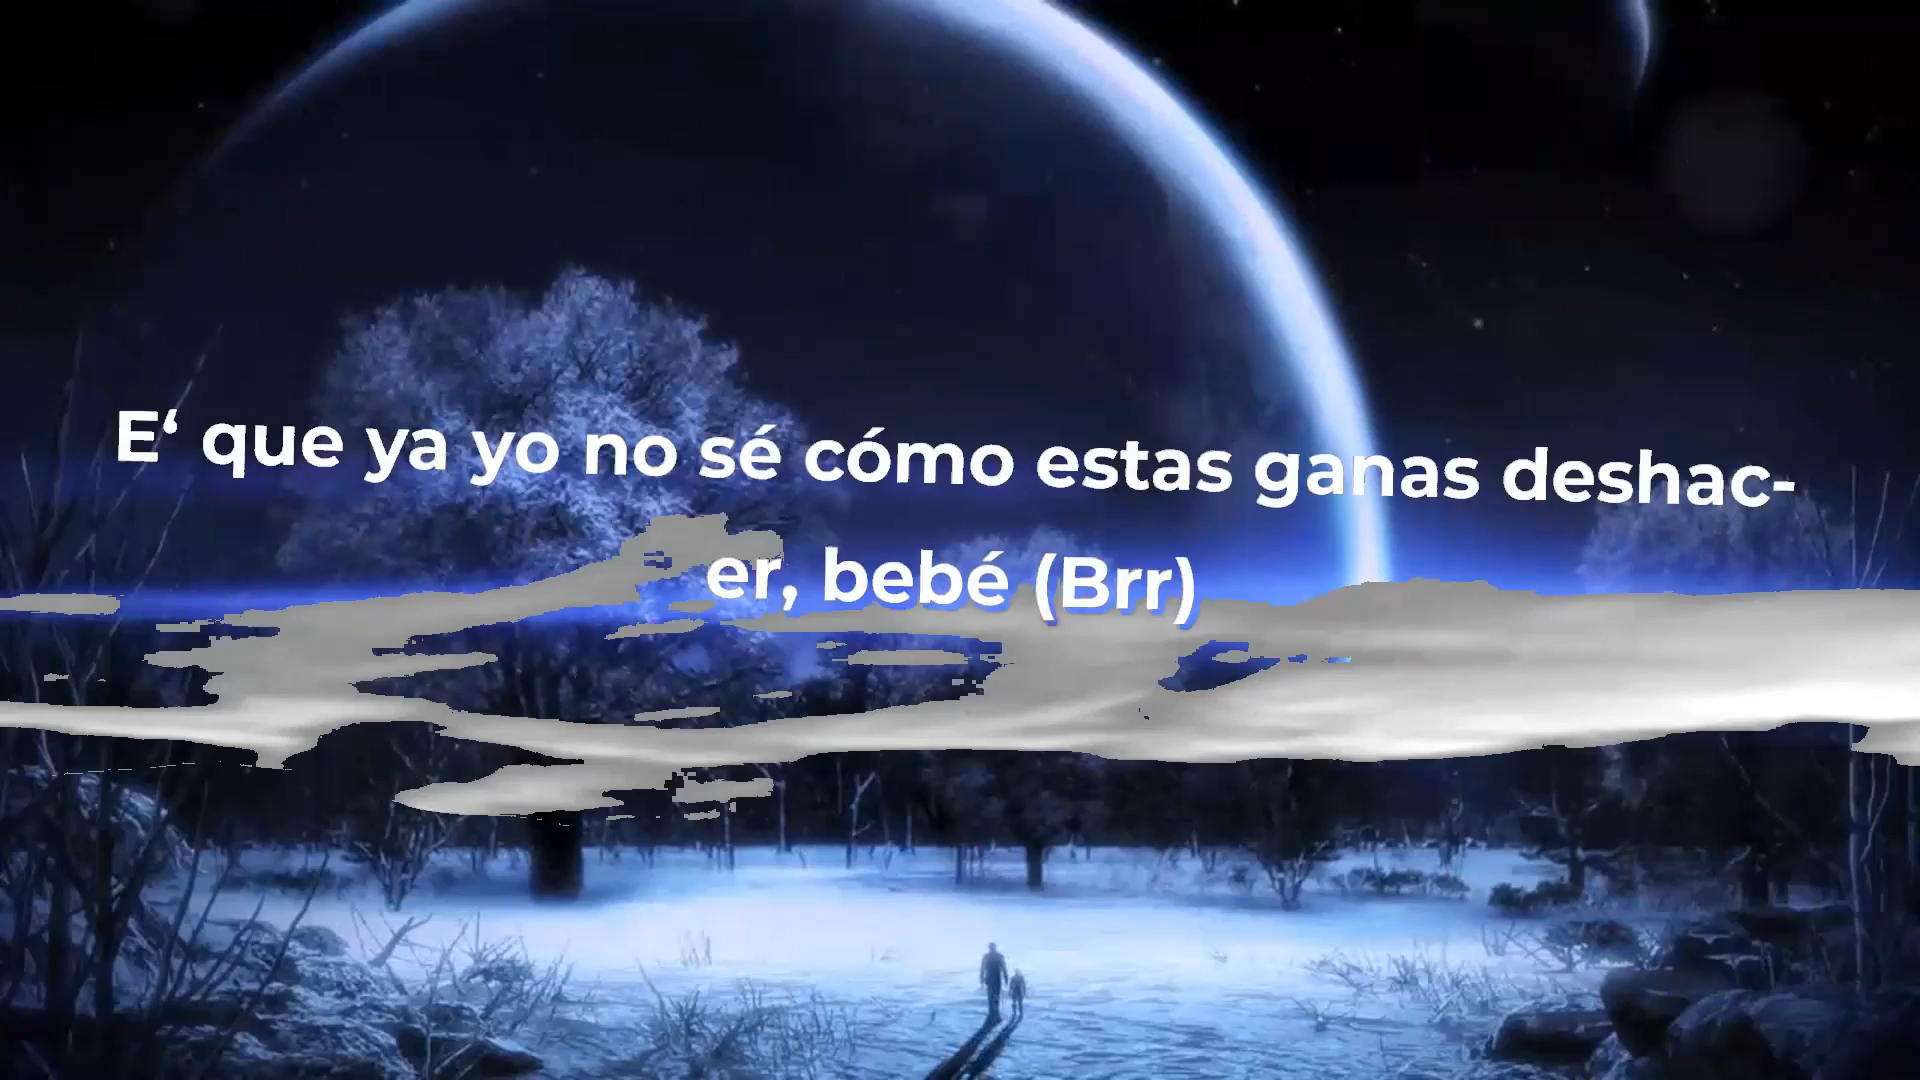 E‘ que ya yo no sé cómo estas ganas deshac-
er, bebé (Brr)